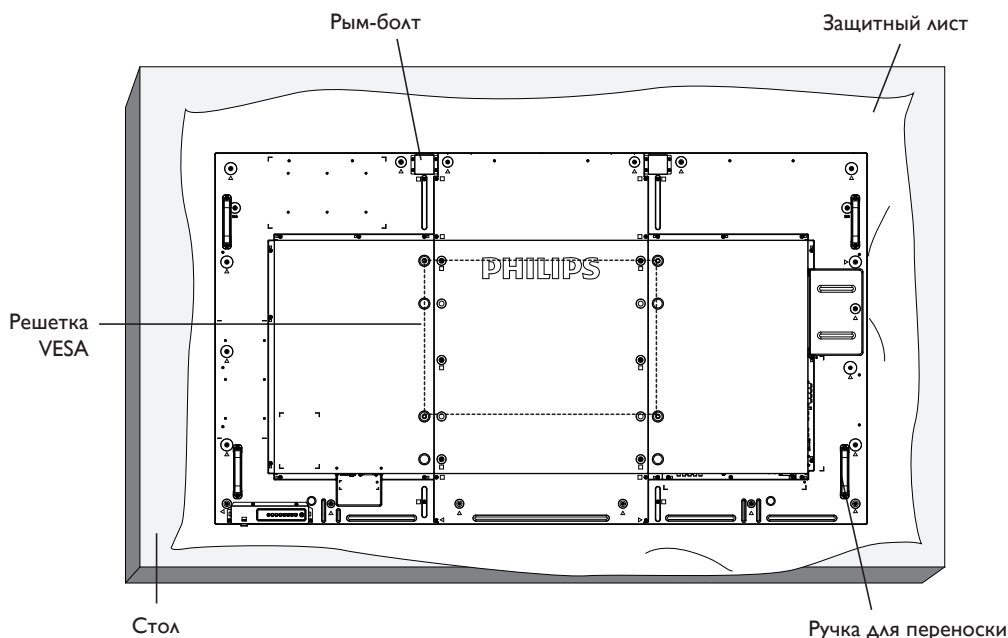 Рым-болт
Защитный лист
PHILIPS
Решетка
VESA
Стол
Ручка для переноски